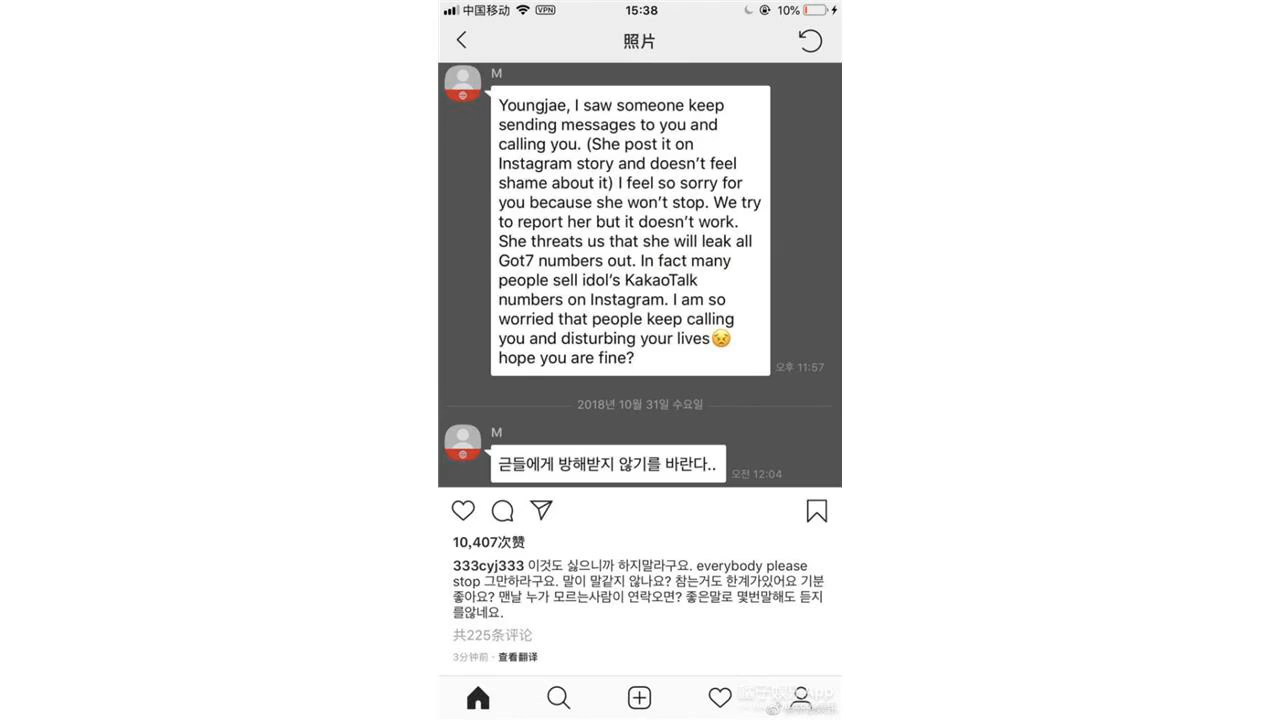 中国移动 VPN 15:38 10%
照片
M
Youngjae, I saw someone keep
sending messages to you and
calling you. (She post it on
Instagram story and doesn't feel
shame about it) I feel so sorry for
you because she won't stop. We try
to report her but it doesn't work.
She threats us that she will leak all
Got7 numbers out. In fact many
people sell idol's KakaoTalk
numbers on Instagram. I am so
worried that people keep calling
you and disturbing your lives😣
hope you are fine?
오후 11:57
2018년 10월 31일 수요일
M
귿들에게 방해받지 않기를 바란다..
오전 12:04
10,407次赞
333cyj333 이것도 싫으니까 하지말라구요. everybody please
stop 그만하라구요. 말이 말같지 않나요? 참는거도 한계가있어요 기분
좋아요? 맨날 누가 모르는사람이 연락오면? 좋은말로 몇번말해도 듣지
를않네요.
共225条评论
3分钟前 · 查看翻译
App